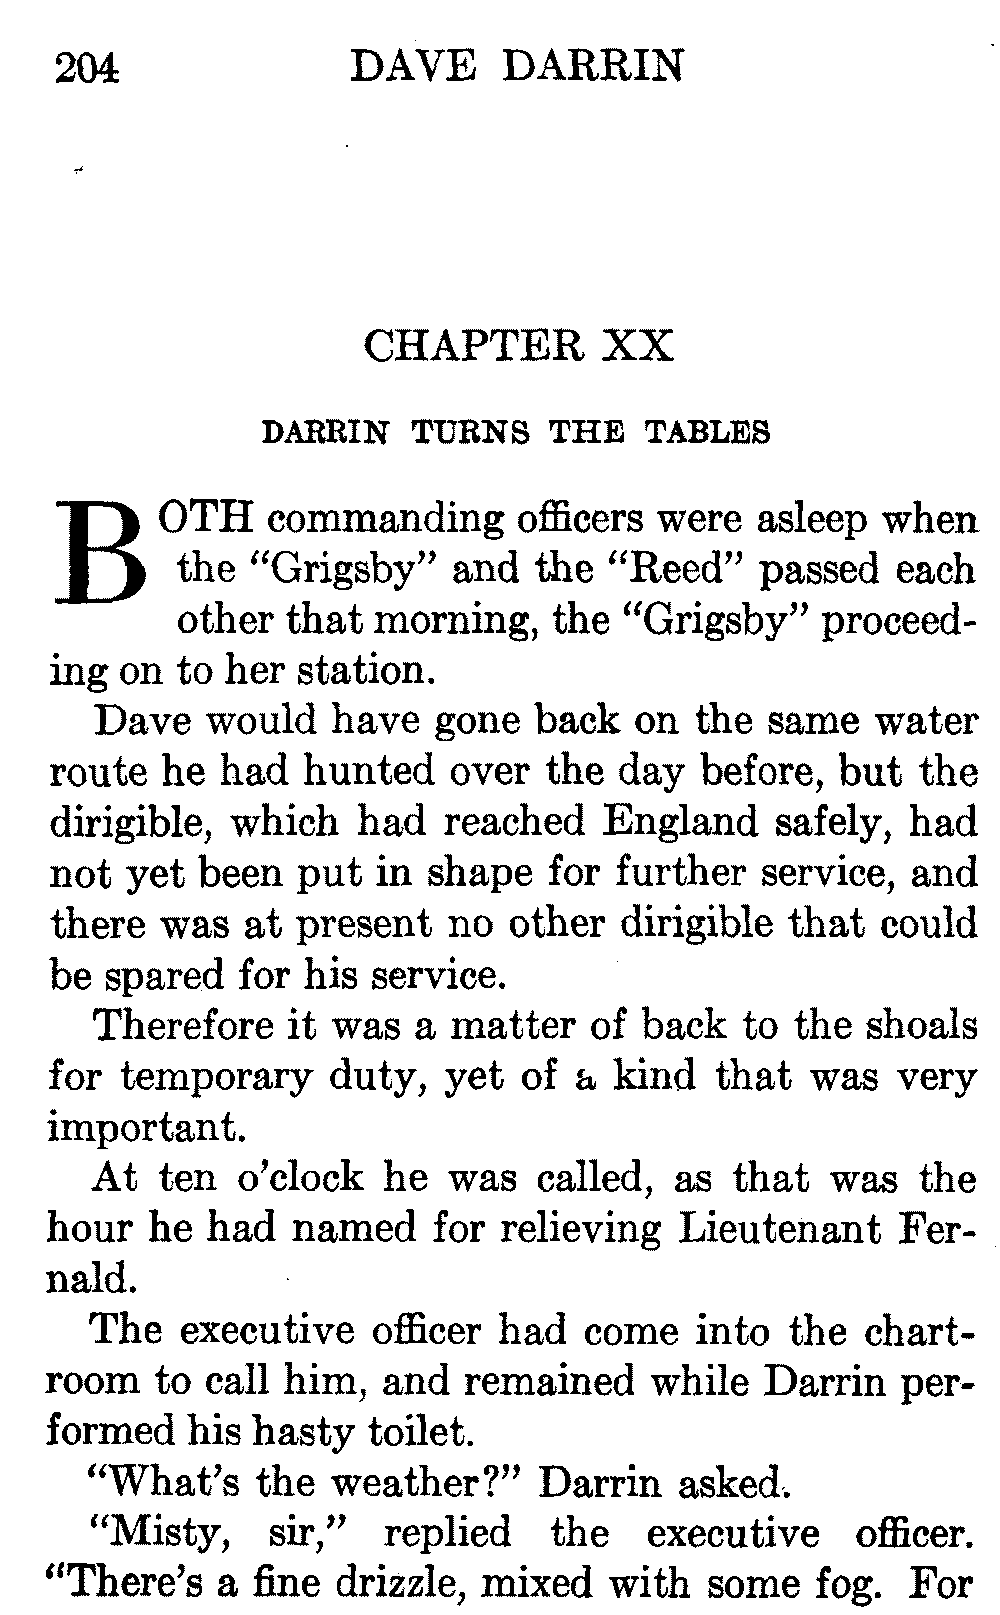 204 DAVE DARRIN
CHAPTER XX
DARRIN TURNS THE TABLES
BOTH commanding officers were asleep when
the “Grigsby” and the “Reed” passed each
other that morning, the “Grigsby” proceed-
ing on to her station.
Dave would have gone back on the same water
route he had hunted over the day before, but the
dirigible, which had reached England safely, had
not yet been put in shape for further service, and
there was at present no other dirigible that could
be spared for his service.
Therefore it was a matter of back to the shoals
for temporary duty, yet of a kind that was very
important.
At ten o’clock he was called, as that was the
hour he had named for relieving Lieutenant Fer-
nald.
The executive officer had come into the chart-
room to call him, and remained while Darrin per-
formed his hasty toilet.
“What’s the weather?” Darrin asked.
“Misty, sir,” replied the executive officer.
“There’s a fine drizzle, mixed with some fog. For